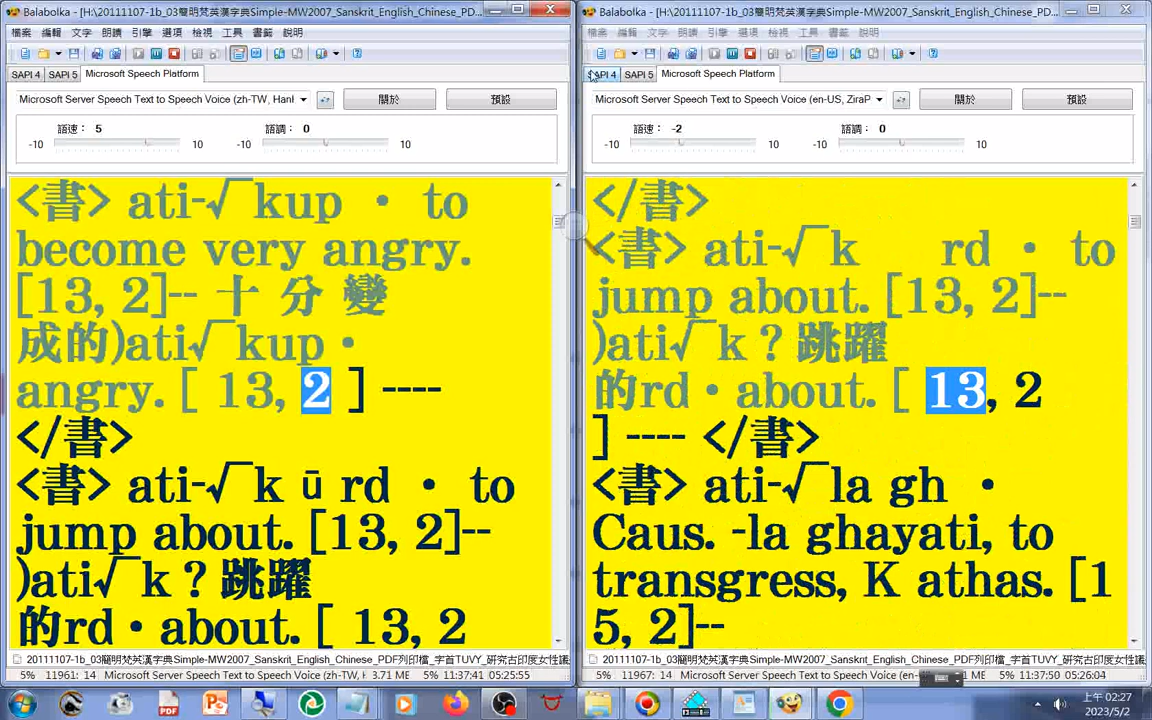 Balabolka - [H:\20111107-1b_03簡明梵英漢字典Simple-MW2007_Sanskrit_English_Chinese_PD...
檔案 編輯 文字 朗讀 引擎 選項 檢視 工具 書籤 說明
SAPI 4 SAPI 5 Microsoft Speech Platform
Microsoft Server Speech Text to Speech Voice (zh-TW, Hanl
關於 預設
語速： 5 語調： 0
-10 10 -10 10
<書> ati-√kup • to
become very angry.
[13, 2]-- 十 分 變
成的)ati√kup •
angry. [ 13, 2 ] ----
</書>
<書> ati-√k ū rd • to
jump about. [13, 2]--
)ati√k？跳躍
的rd • about. [ 13, 2
20111107-1b_03簡明梵英漢字典Simple-MW2007_Sanskrit_English_Chinese_PDF列印檔_字首TUVY_研究古印度女性議
5% 11961: 14 Microsoft Speech Platform Microsoft Server Speech Text to Speech Voice (zh-TW, H 3.71 MB 5% 11:37:41 05:25:55
Balabolka - [H:\20111107-1b_03簡明梵英漢字典Simple-MW2007_Sanskrit_English_Chinese_PD...
檔案 編輯 文字 朗讀 引擎 選項 檢視 工具 書籤 說明
SAPI 4 SAPI 5 Microsoft Speech Platform
Microsoft Server Speech Text to Speech Voice (en-US, ZiraP
關於 預設
語速： -2 語調： 0
-10 10 -10 10
</書>
<書> ati-√k rd • to
jump about. [13, 2]--
)ati√k？跳躍
的rd • about. [ 13, 2
] ---- </書>
<書> ati-√la gh •
Caus. -la ghayati, to
transgress, K athas. [1
5, 2]--
20111107-1b_03簡明梵英漢字典Simple-MW2007_Sanskrit_English_Chinese_PDF列印檔_字首TUVY_研究古印度女性議
5% 11967: 14 Microsoft Server Speech Text to Speech Voice 5% 11:37:50 05:26:04
上午 02:27
2023/5/2